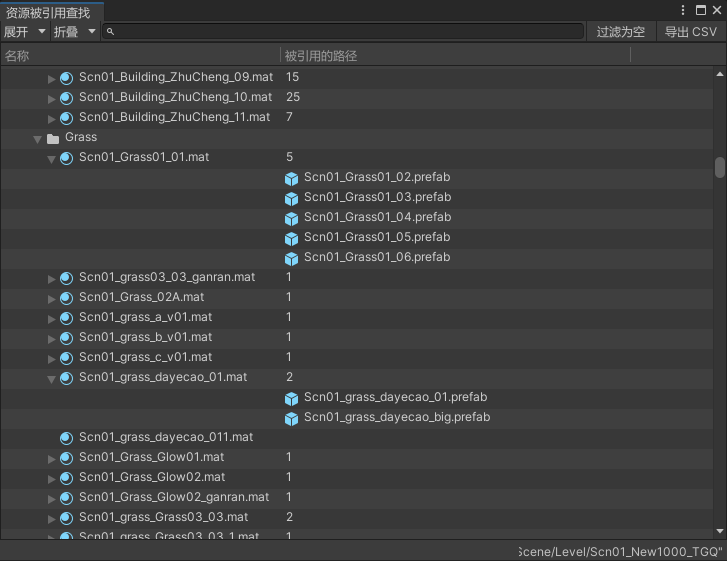 资源被引用查找
展开 折叠 过滤为空 导出 CSV
名称 被引用的路径
Scn01_Building_ZhuCheng_09.mat 15
Scn01_Building_ZhuCheng_10.mat 25
Scn01_Building_ZhuCheng_11.mat 7
Grass
Scn01_Grass01_01.mat 5
Scn01_Grass01_02.prefab
Scn01_Grass01_03.prefab
Scn01_Grass01_04.prefab
Scn01_Grass01_05.prefab
Scn01_Grass01_06.prefab
Scn01_grass03_03_ganran.mat 1
Scn01_Grass_02A.mat 1
Scn01_grass_a_v01.mat 1
Scn01_grass_b_v01.mat 1
Scn01_grass_c_v01.mat 1
Scn01_grass_dayecao_01.mat 2
Scn01_grass_dayecao_01.prefab
Scn01_grass_dayecao_big.prefab
Scn01_grass_dayecao_011.mat
Scn01_Grass_Glow01.mat 1
Scn01_Grass_Glow02.mat 1
Scn01_Grass_Glow02_ganran.mat 1
Scn01_grass_Grass03_03.mat 2
Scn01_grass_Grass03_03_1.mat 1
Scene/Level/Scn01_New1000_TGQ"